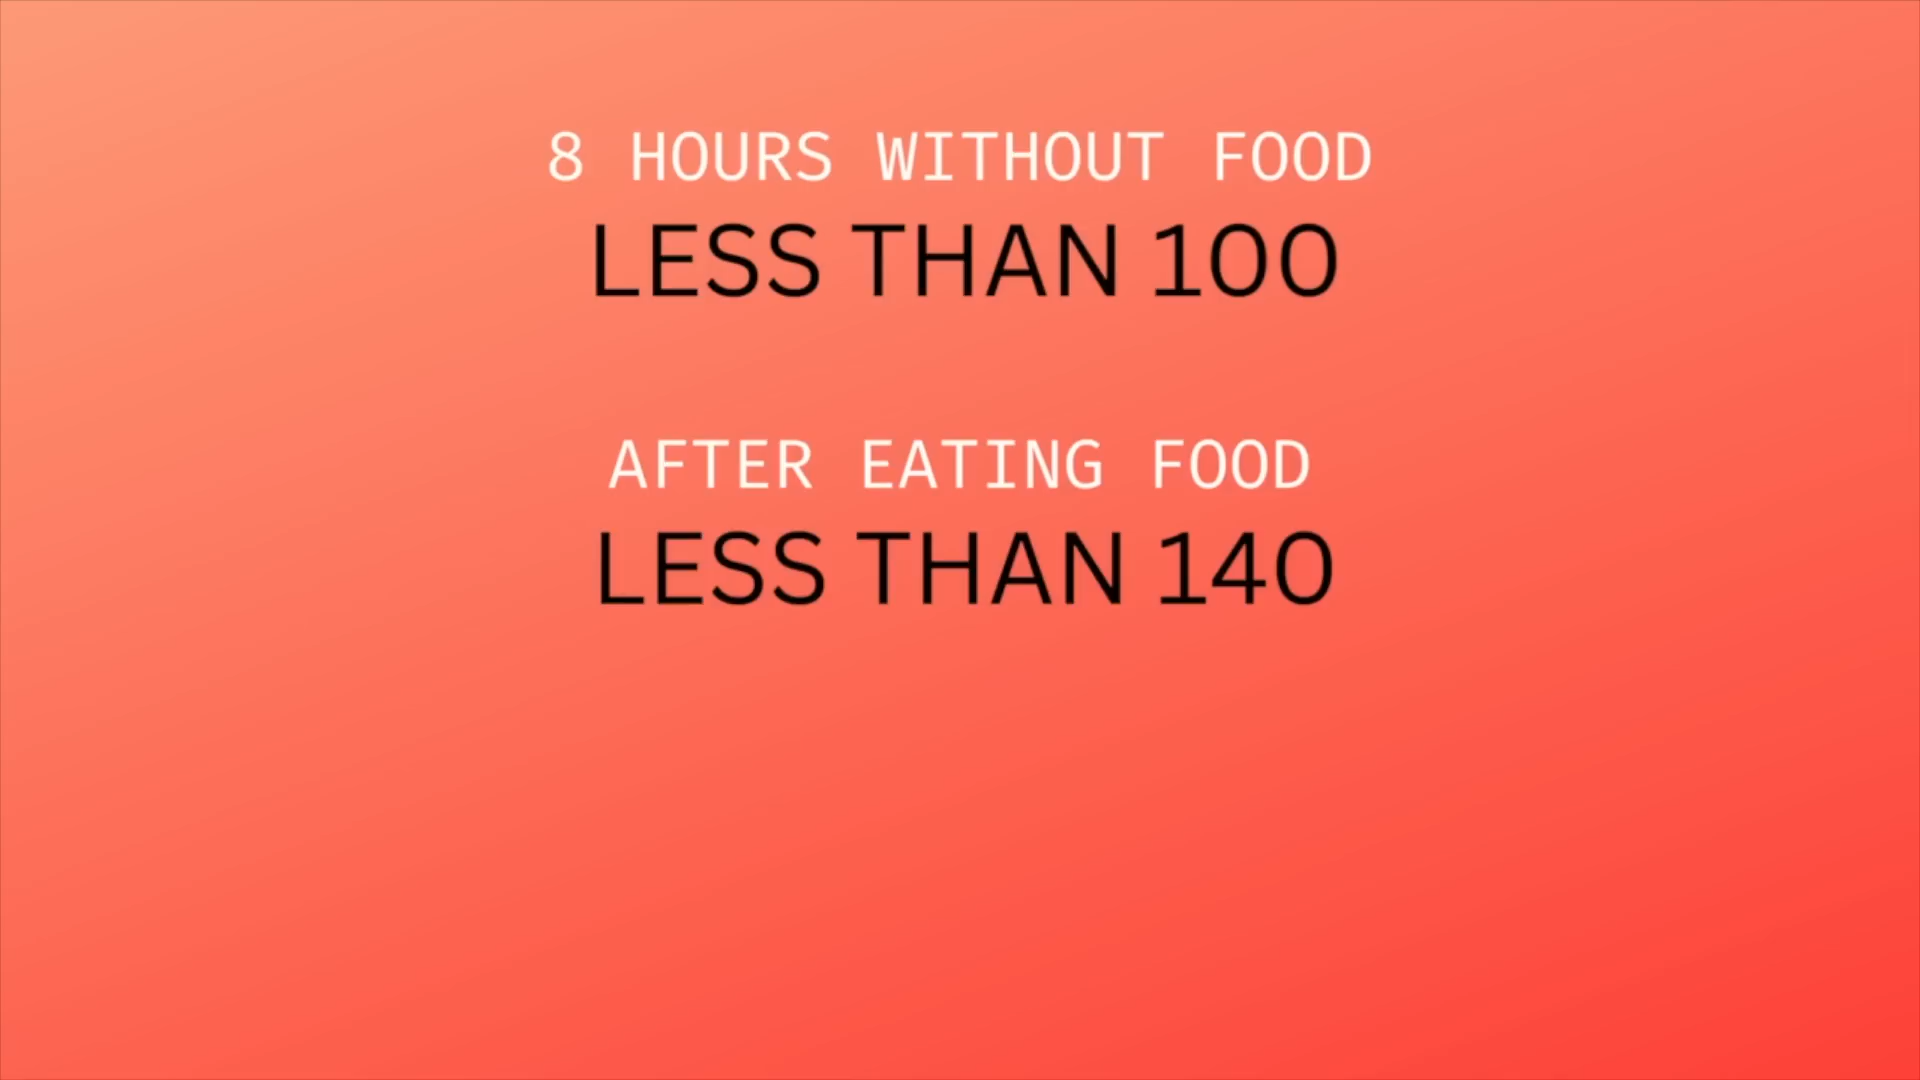 8 HOURS WITHOUT FOOD
LESS THAN 100
AFTER EATING FOOD
LESS THAN 140